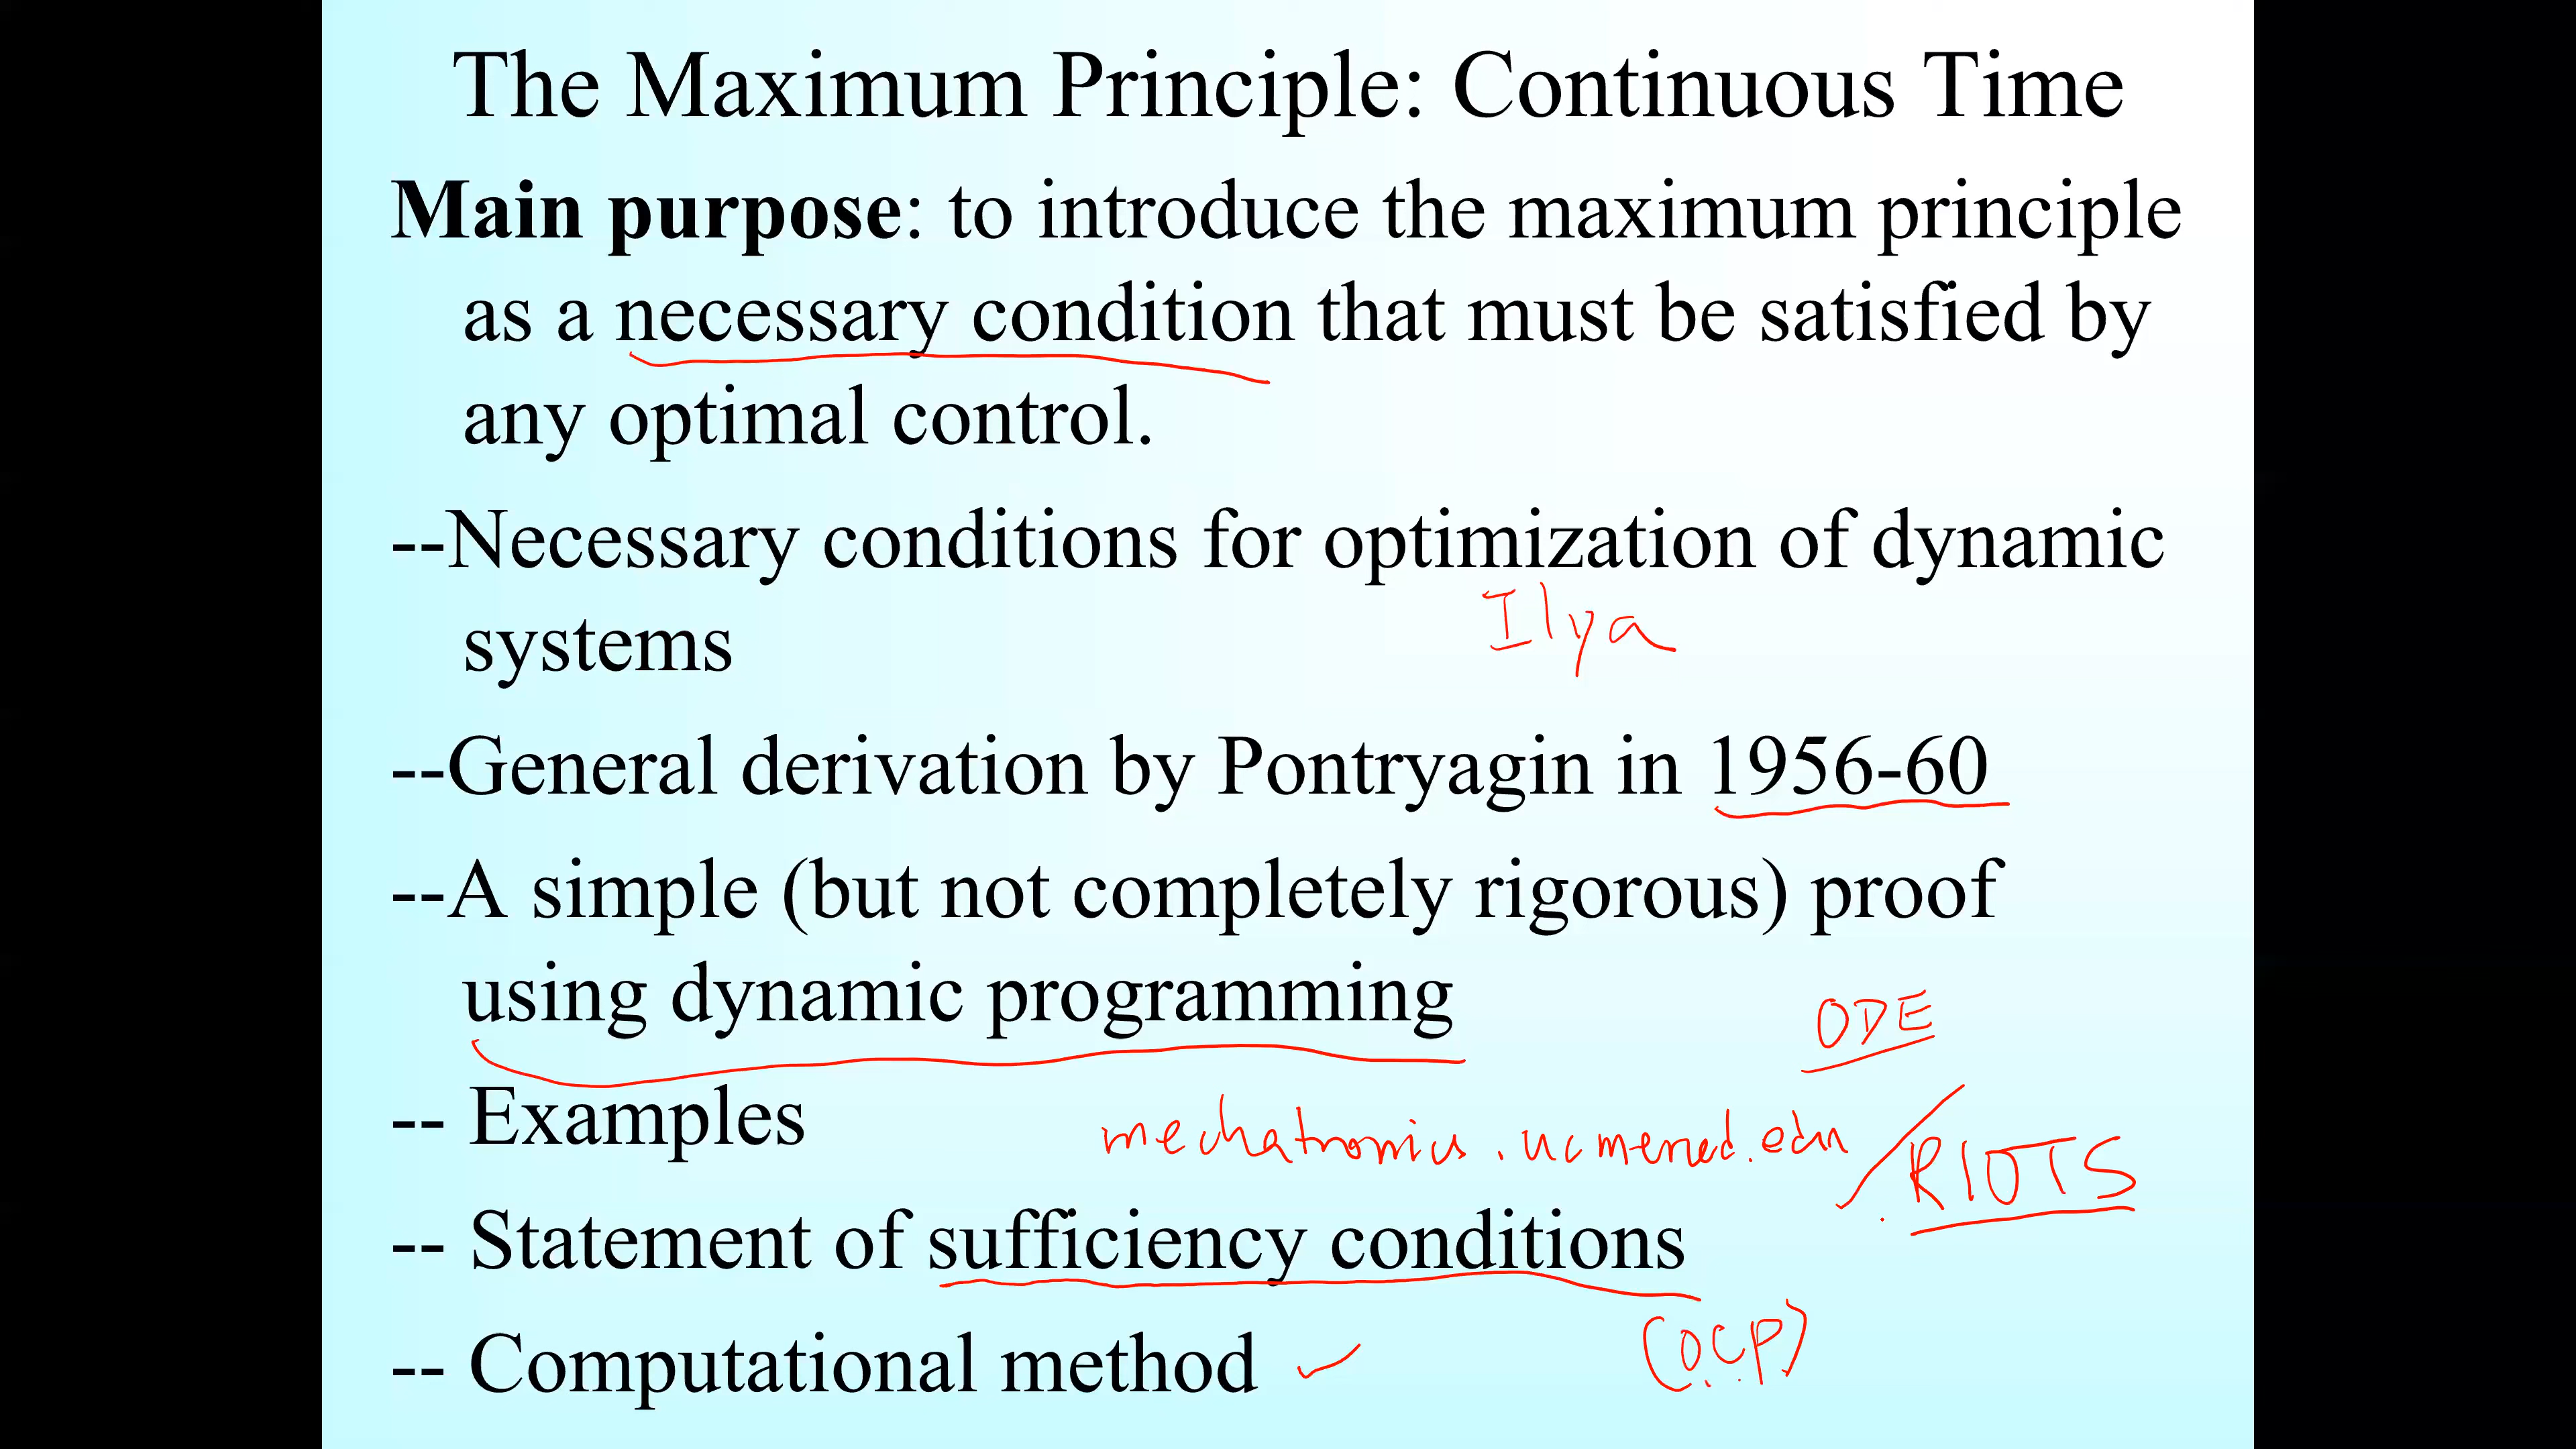 The Maximum Principle: Continuous Time
Main purpose: to introduce the maximum principle
as a necessary condition that must be satisfied by
any optimal control.
--Necessary conditions for optimization of dynamic
systems
Ilya
--General derivation by Pontryagin in 1956-60
--A simple (but not completely rigorous) proof
using dynamic programming
ODE
-- Examples
mechatronics.ucmerced.edu/RIOTS
-- Statement of sufficiency conditions
(OCP)
-- Computational method